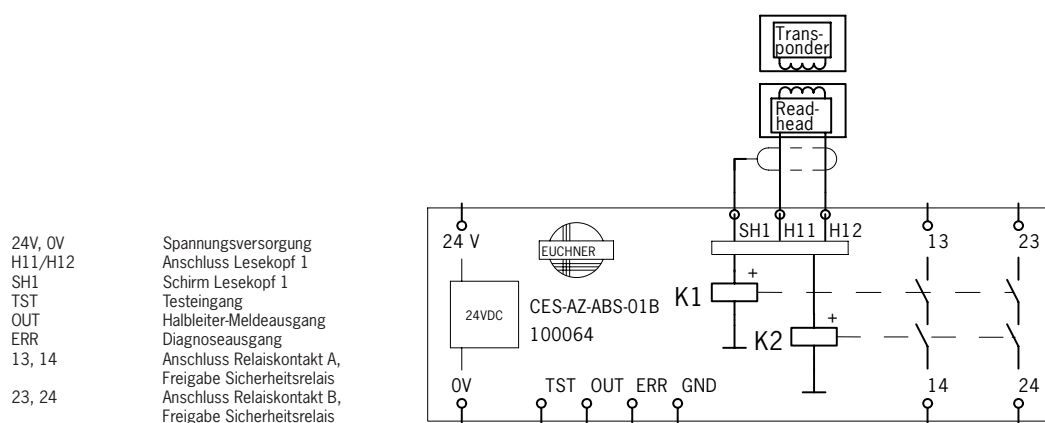 Trans-
ponder
Read-
head
24V, 0V Spannungsversorgung
H11/H12 Anschluss Lesekopf 1
SH1 Schirm Lesekopf 1
TST Testeingang
OUT Halbleiter-Meldeausgang
ERR Diagnoseausgang
13, 14 Anschluss Relaiskontakt A,
Freigabe Sicherheitsrelais
23, 24 Anschluss Relaiskontakt B,
Freigabe Sicherheitsrelais
24 V
EUCHNER
SH1 H11 H12
13
23
24VDC
CES-AZ-ABS-01B
100064
K1 +
K2 +
0V
TST OUT ERR GND
14
24